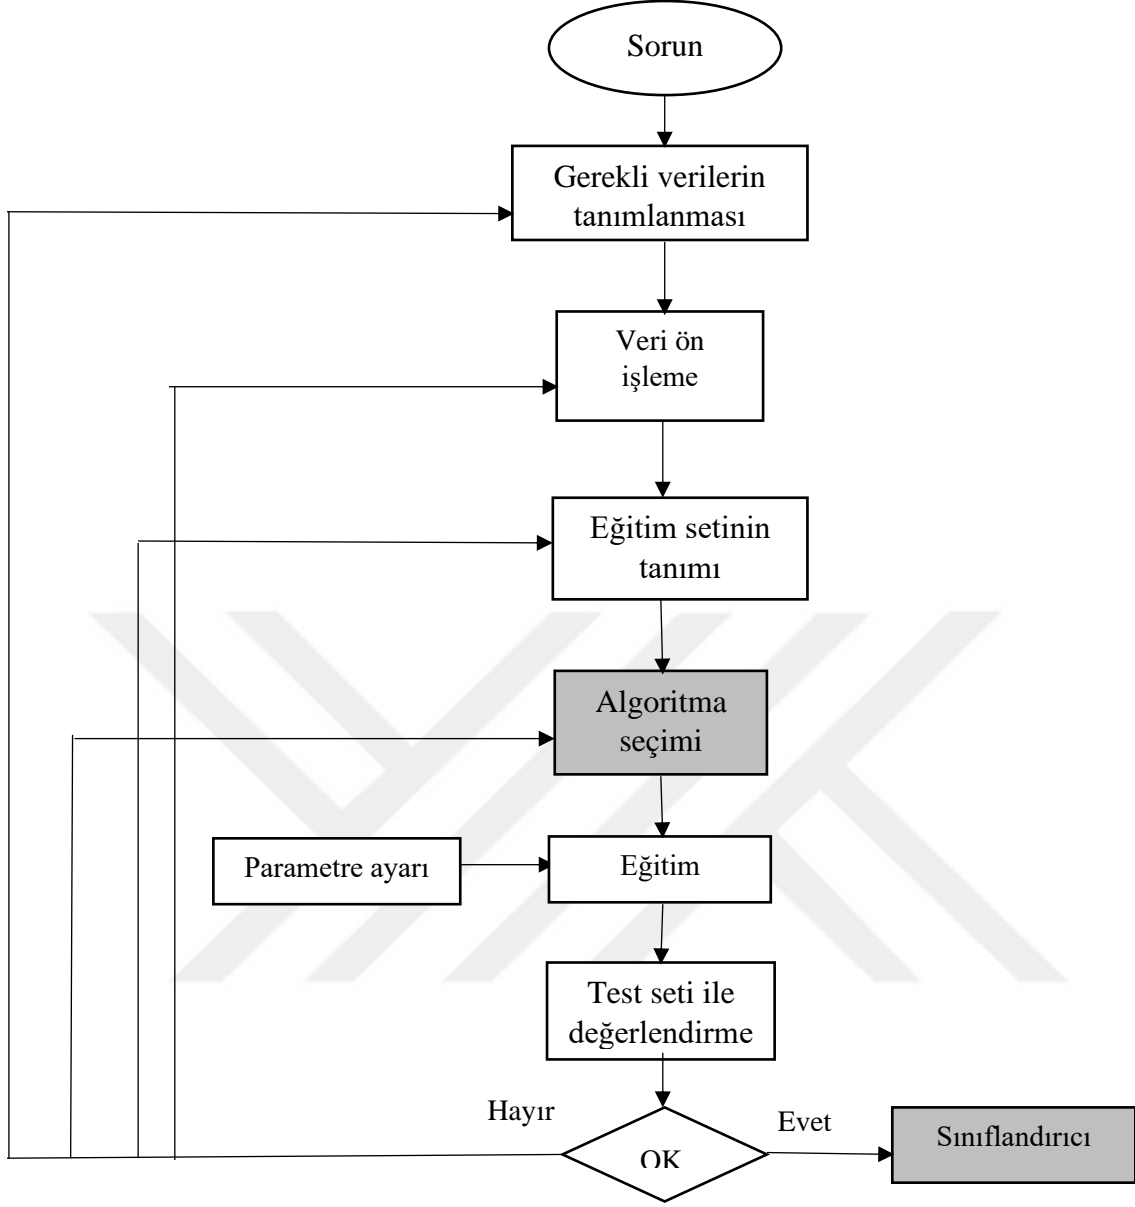 Sorun
Gerekli verilerin
tanımlanması
Veri ön
işleme
Eğitim setinin
tanımı
Algoritma
seçimi
Parametre ayarı
Eğitim
Test seti ile
değerlendirme
Hayır
Evet
OK
Sınıflandırıcı